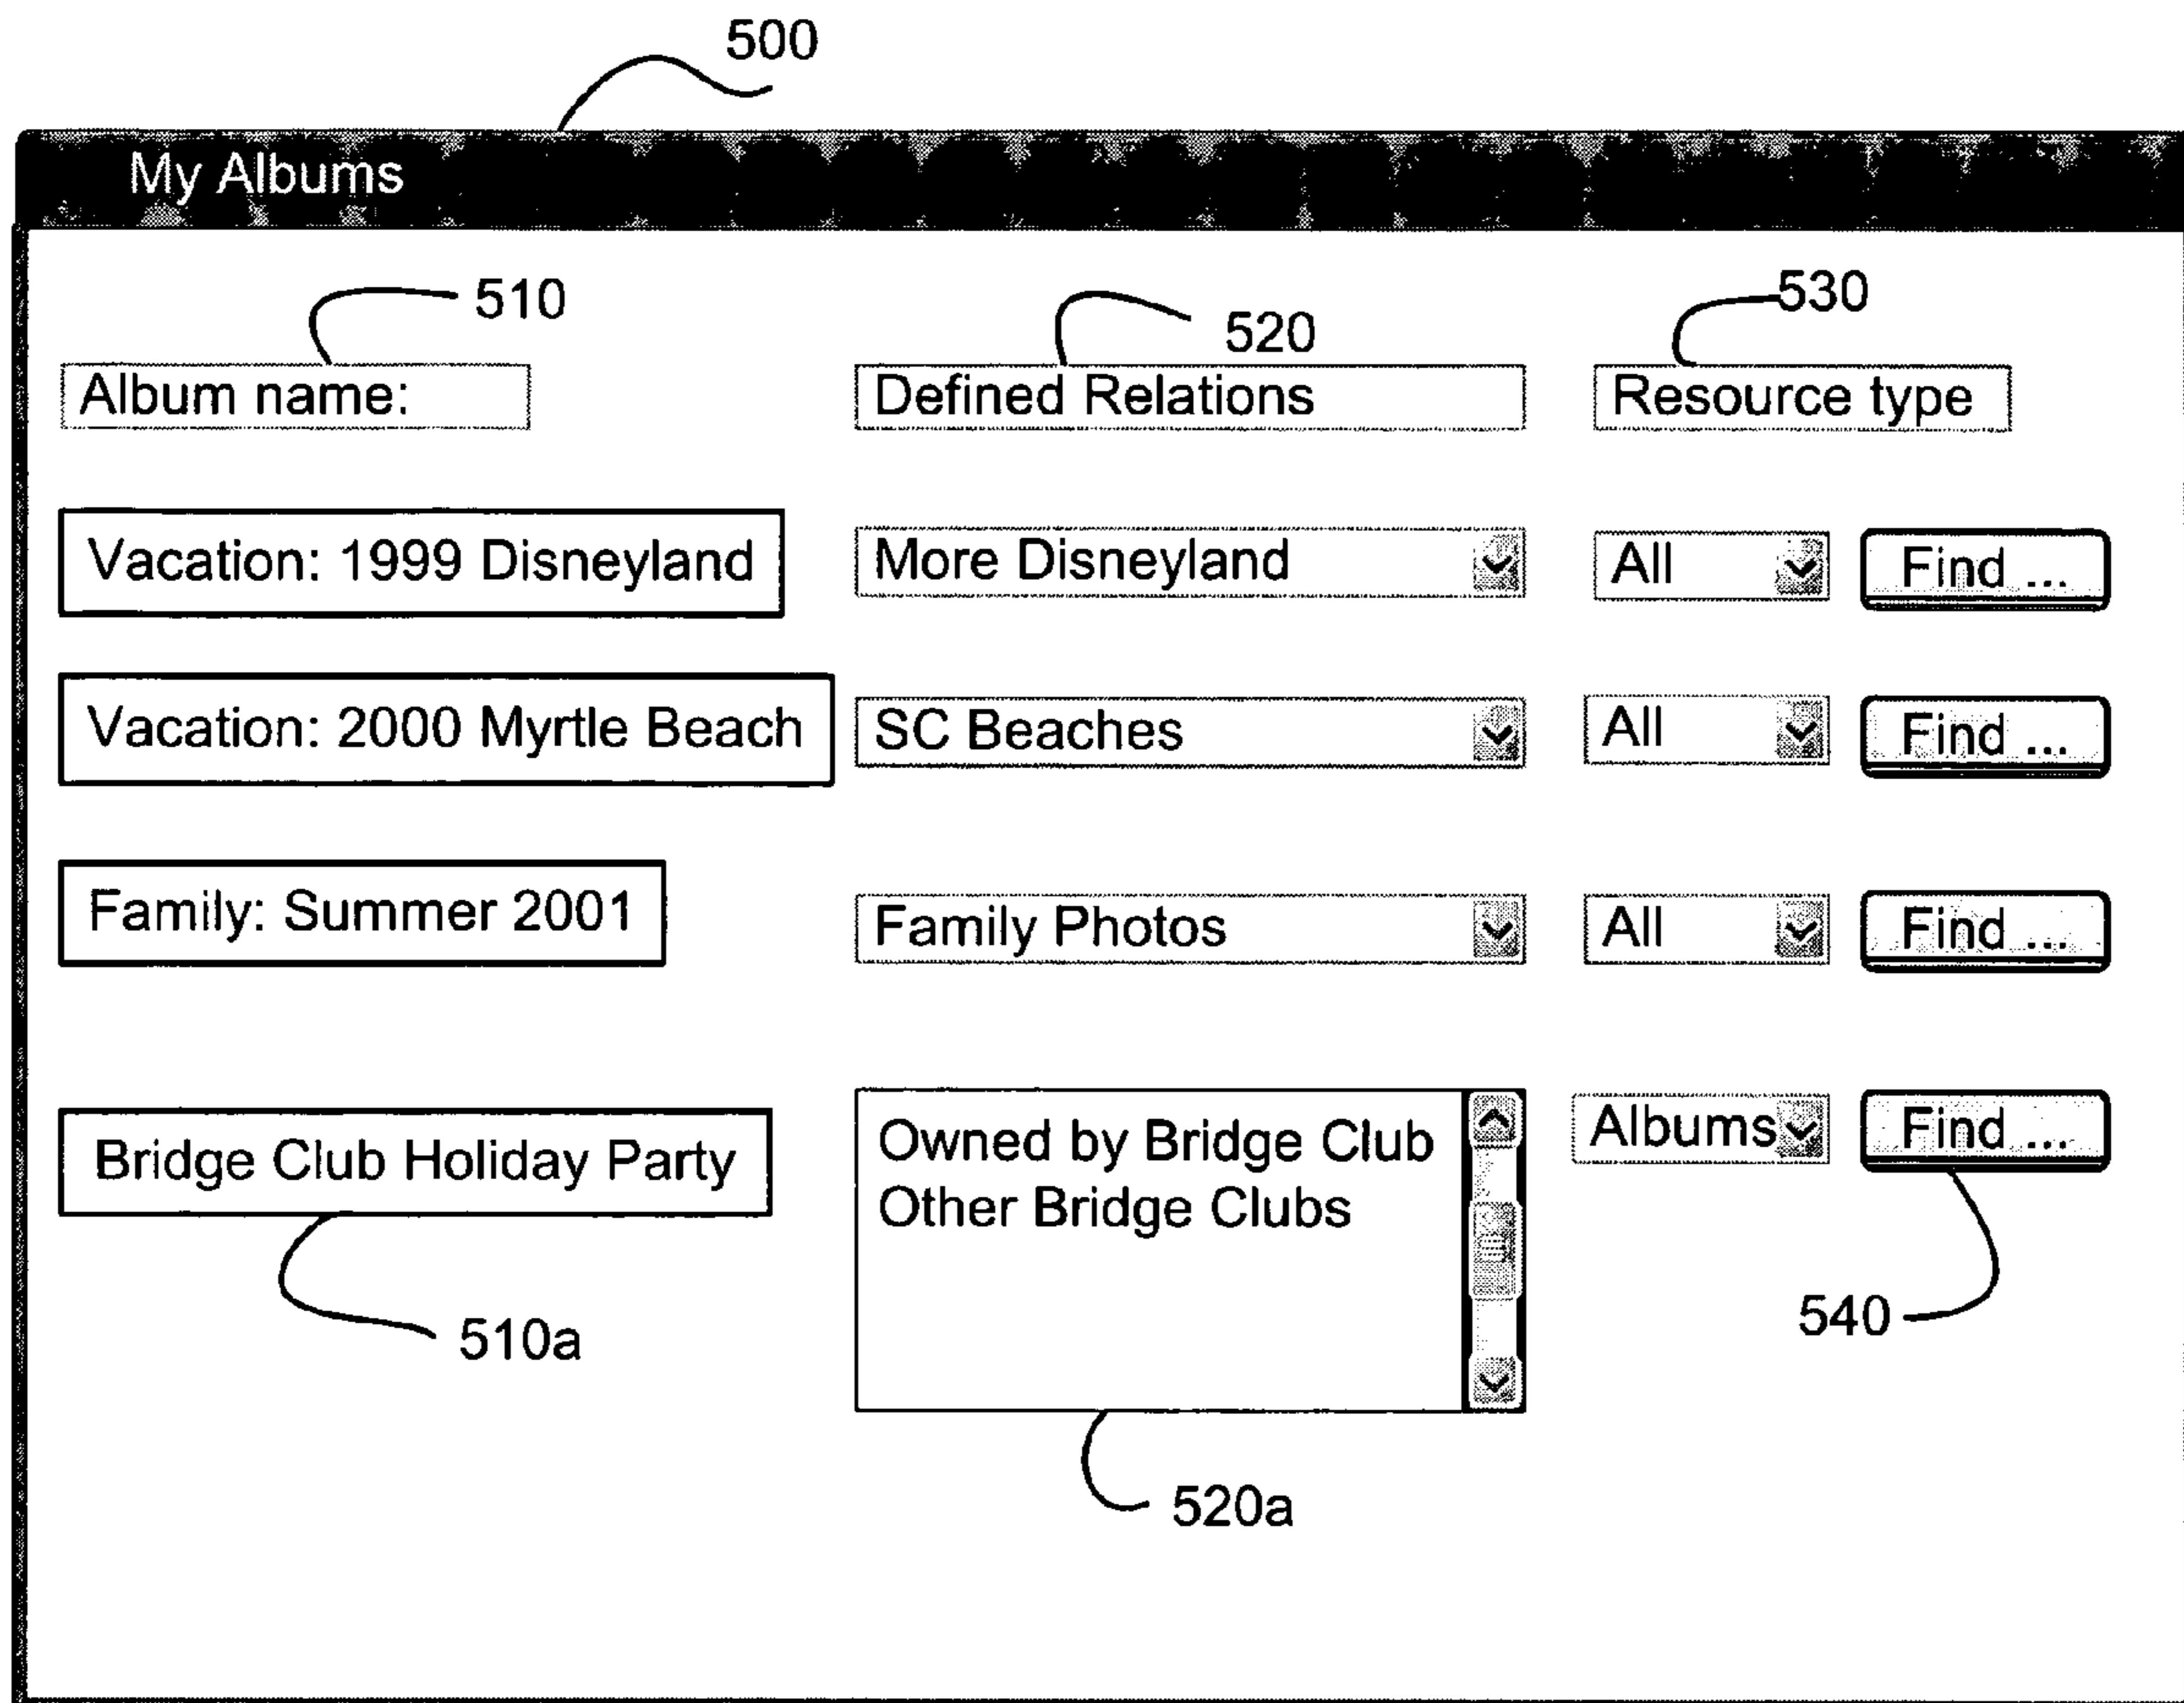 500
My Albums
510
520
530
Album name:
Defined Relations
Resource type
Vacation: 1999 Disneyland
More Disneyland
All
Find ...
Vacation: 2000 Myrtle Beach
SC Beaches
All
Find ...
Family: Summer 2001
Family Photos
All
Find ...
Bridge Club Holiday Party
Owned by Bridge Club
Other Bridge Clubs
Albums
Find ...
510a
520a
540